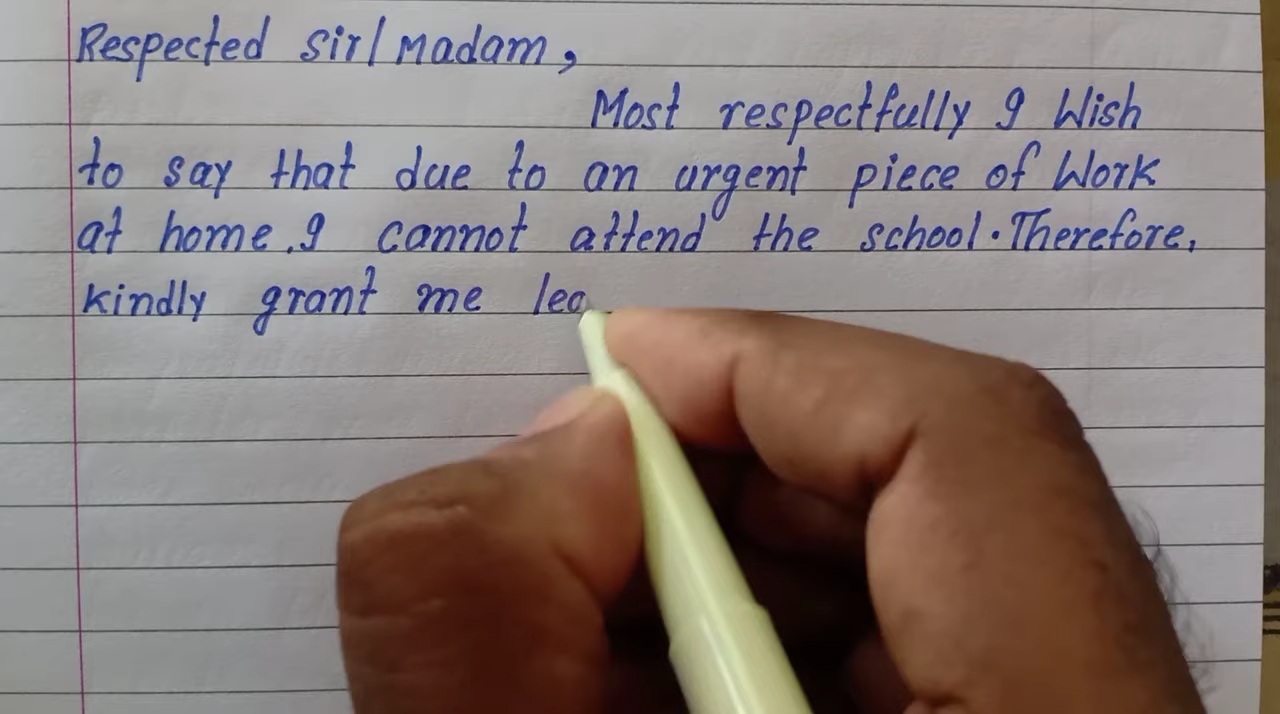 Respected sir/madam,
Most respectfully I Wish
to say that due to an urgent piece of Work
at home, I cannot attend the school. Therefore,
kindly grant me lea